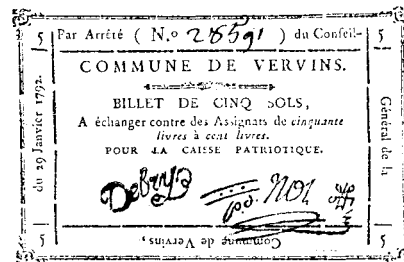 5 Par Arrêté ( N.º 28591 ) du Conseil- 5
Général de la
5 Commune de Vervins, 5
du 29 Janvier 1792.
COMMUNE DE VERVINS.
BILLET DE CINQ SOLS,
A échanger contre des Assignats de cinquante
livres à cent livres.
POUR LA CAISSE PATRIOTIQUE.
Debrye
p.d.